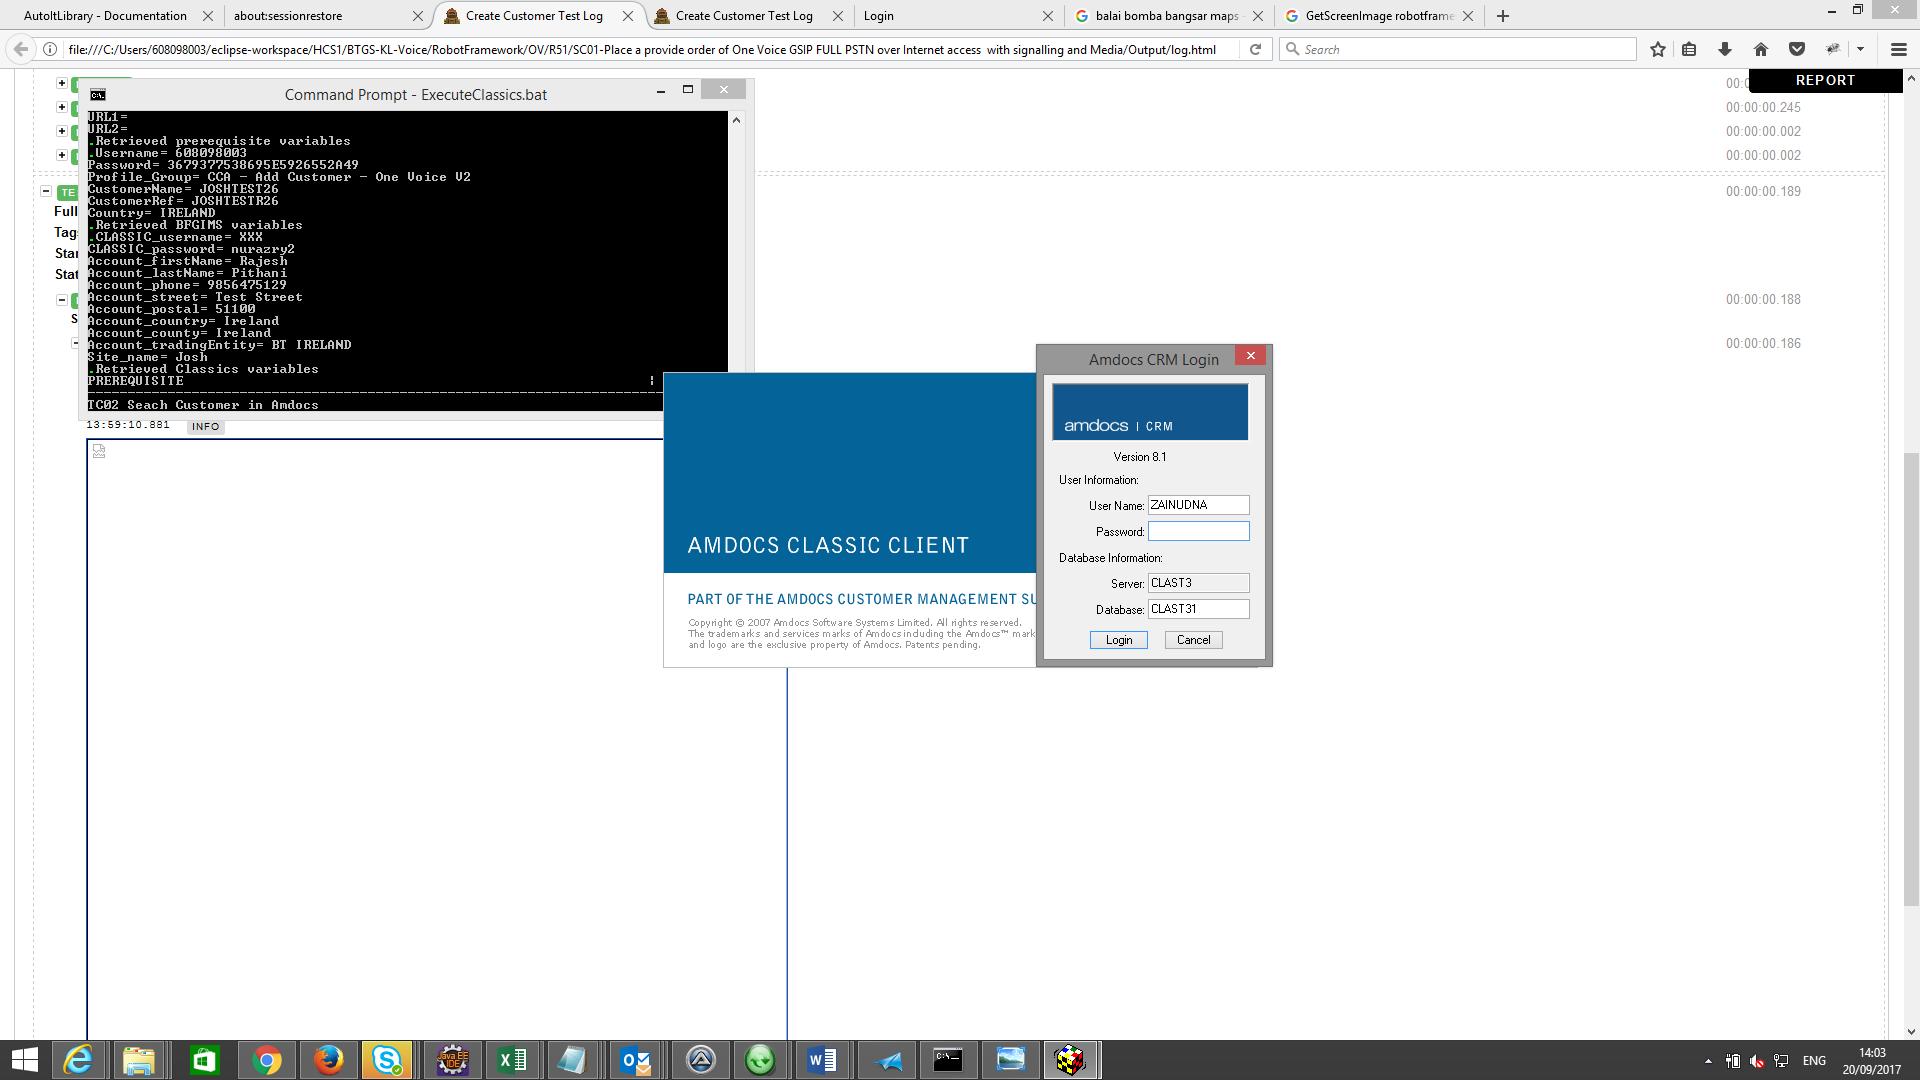 AutoItLibrary - Documentation
about:sessionrestore
Create Customer Test Log
Create Customer Test Log
Login
balai bomba bangsar maps -
GetScreenImage robotframe
file:///C:/Users/608098003/eclipse-workspace/HCS1/BTGS-KL-Voice/RobotFramework/OV/R51/SC01-Place a provide order of One Voice GSIP FULL PSTN over Internet access  with signalling and Media/Output/log.html
Search
REPORT
00:0
00:00:00.245
00:00:00.002
00:00:00.002
00:00:00.189
00:00:00.188
00:00:00.186
TE
Full
Tag
Star
Stat
S
Command Prompt - ExecuteClassics.bat
URL1=
URL2=
.Retrieved prerequisite variables
.Username= 608098003
Password= 3679377538695E5926552A49
Profile_Group= CCA - Add Customer - One Voice V2
CustomerName= JOSHTEST26
CustomerRef= JOSHTESTR26
Country= IRELAND
.Retrieved BFGIMS variables
.CLASSIC_username= XXX
CLASSIC_password= nurazry2
Account_firstName= Rajesh
Account_lastName= Pithani
Account_phone= 9856475129
Account_street= Test Street
Account_postal= 51100
Account_country= Ireland
Account_county= Ireland
Account_tradingEntity= BT IRELAND
Site_name= Josh
.Retrieved Classics variables
PREREQUISITE |
TC02 Seach Customer in Amdocs
13:59:10.881 INFO
AMDOCS CLASSIC CLIENT
PART OF THE AMDOCS CUSTOMER MANAGEMENT SU
Copyright © 2007 Amdocs Software Systems Limited. All rights reserved.
The trademarks and services marks of Amdocs including the Amdocs™ mark
and logo are the exclusive property of Amdocs. Patents pending.
Amdocs CRM Login
amdocs | CRM
Version 8.1
User Information:
User Name: ZAINUDNA
Password:
Database Information:
Server: CLAST3
Database: CLAST31
Login Cancel
ENG
14:03
20/09/2017